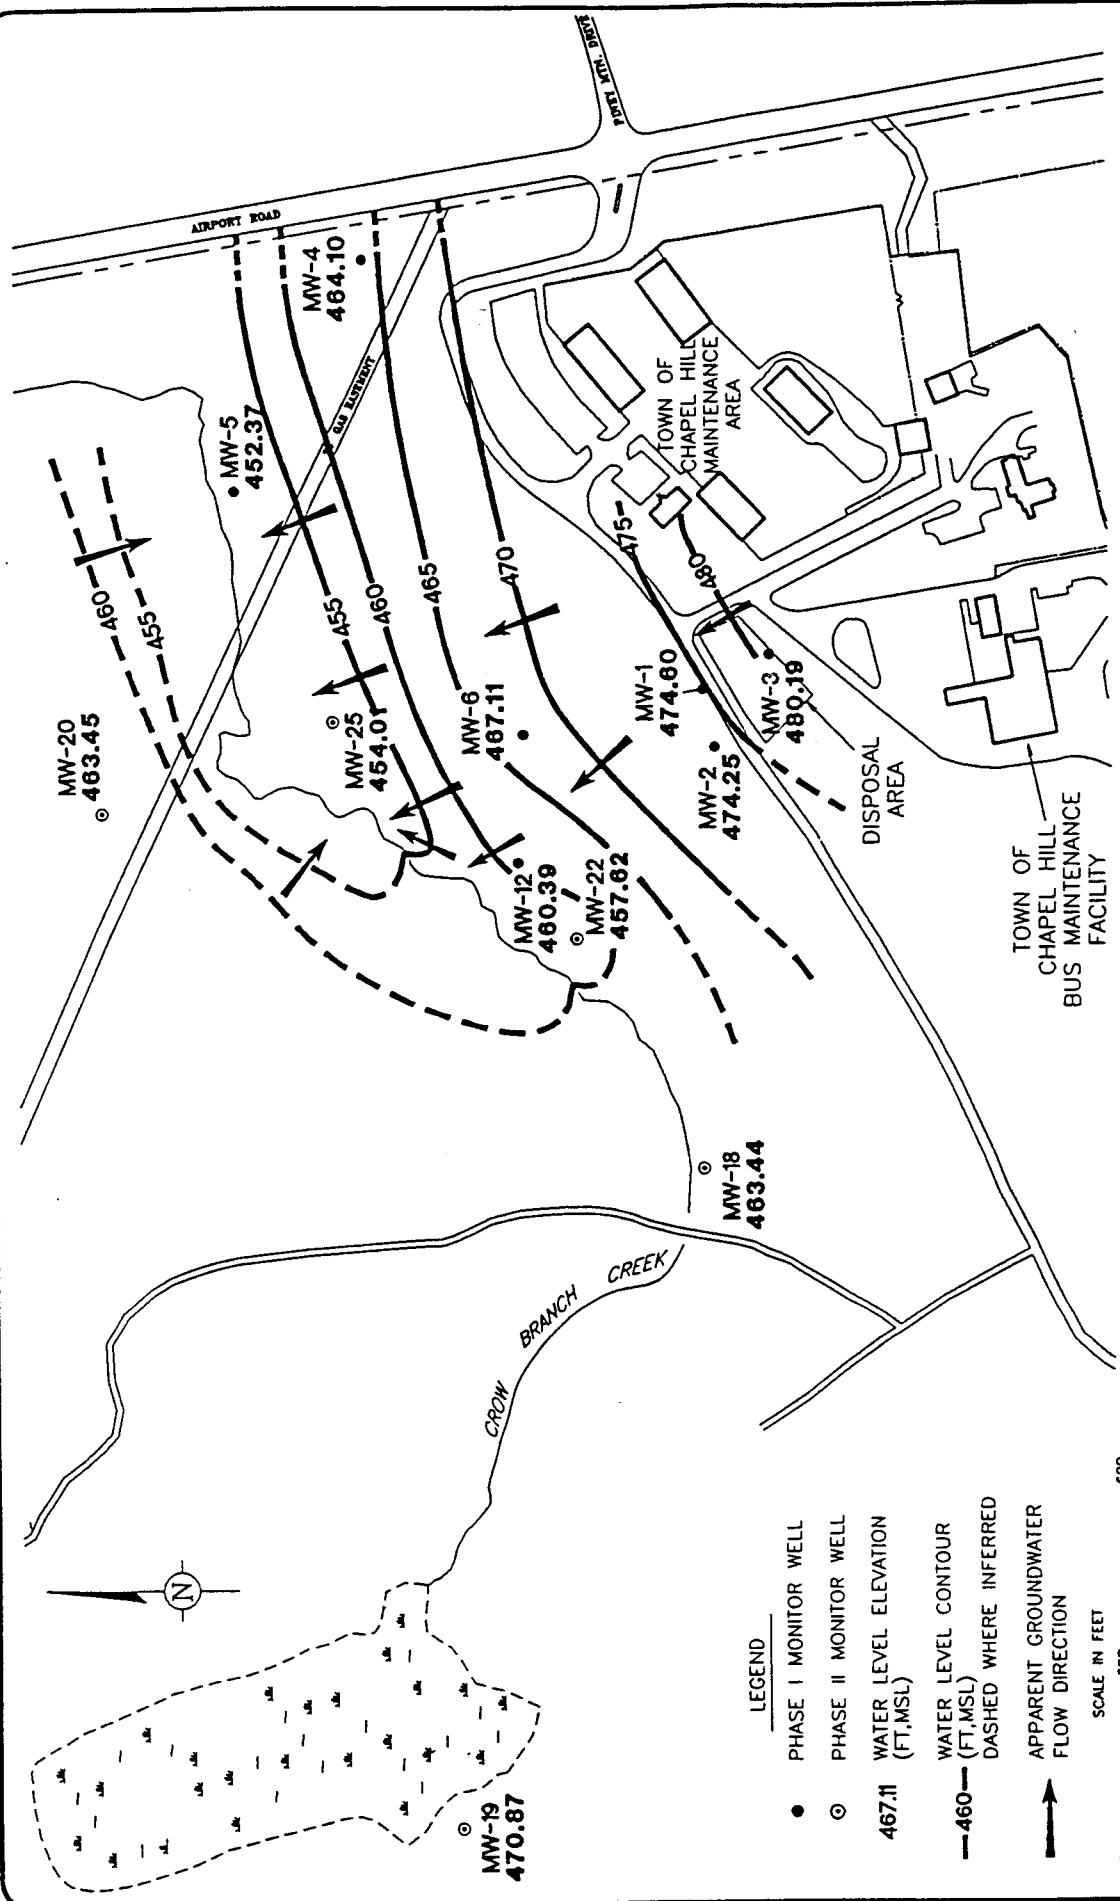 PINEY MTN. DRIVE
AIRPORT ROAD
GAS EASEMENT
MW-4
464.10
MW-5
452.37
MW-20
463.45
460
455
455
460
465
470
475
480
MW-25
454.01
MW-6
467.11
MW-12
460.39
MW-22
457.62
MW-1
474.60
MW-2
474.25
MW-3
480.19
MW-18
463.44
MW-19
470.87
TOWN OF
CHAPEL HILL
MAINTENANCE
AREA
DISPOSAL
AREA
TOWN OF
CHAPEL HILL
BUS MAINTENANCE
FACILITY
CROW BRANCH CREEK
N
LEGEND
PHASE I MONITOR WELL
PHASE II MONITOR WELL
467.11 WATER LEVEL ELEVATION
(FT,MSL)
460 WATER LEVEL CONTOUR
(FT,MSL)
DASHED WHERE INFERRED
APPARENT GROUNDWATER
FLOW DIRECTION
SCALE IN FEET